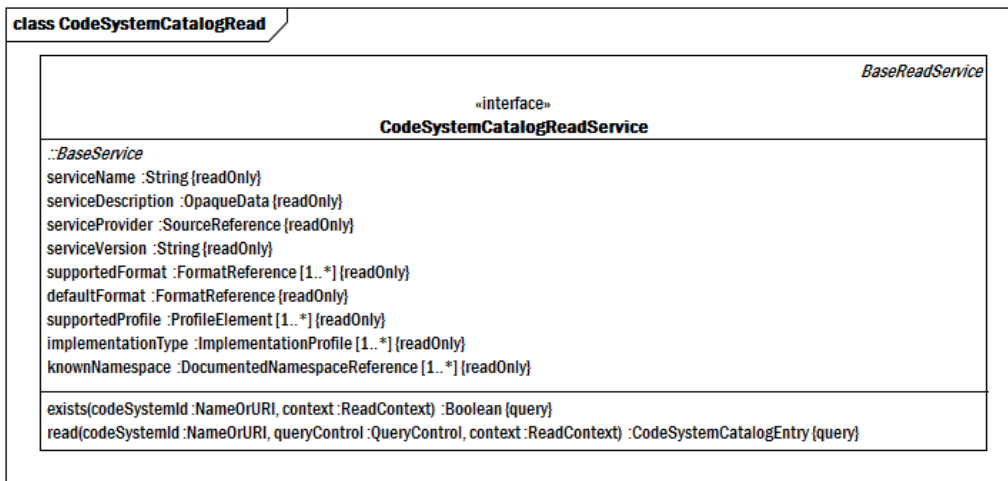 class CodeSystemCatalogRead
BaseReadService
«interface»
CodeSystemCatalogReadService
::BaseService
serviceName :String {readOnly}
serviceDescription :OpaqueData {readOnly}
serviceProvider :SourceReference {readOnly}
serviceVersion :String {readOnly}
supportedFormat :FormatReference [1..*] {readOnly}
defaultFormat :FormatReference {readOnly}
supportedProfile :ProfileElement [1..*] {readOnly}
implementationType :ImplementationProfile [1..*] {readOnly}
knownNamespace :DocumentedNamespaceReference [1..*] {readOnly}
exists(codeSystemId :NameOrURI, context :ReadContext) :Boolean {query}
read(codeSystemId :NameOrURI, queryControl :QueryControl, context :ReadContext) :CodeSystemCatalogEntry {query}